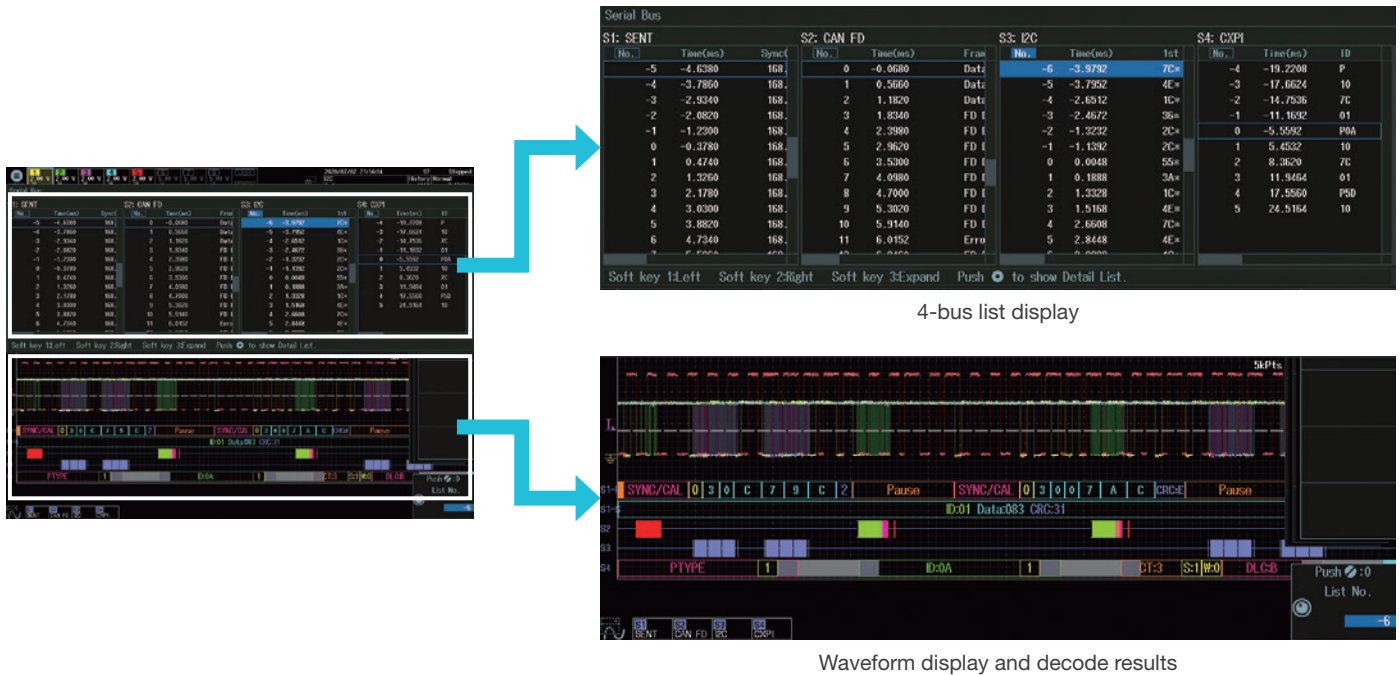 Serial Bus
S1: SENT S2: CAN FD S3: I2C S4: CXPI
No. Time(ms) Sync( No. Time(ms) Fram No. Time(ms) 1st No. Time(ms) ID
-5 -4.6380 168. 0 -0.0680 Data -6 -3.9792 7C* -4 -19.2208 P
-4 -3.7860 168. 1 0.5660 Data -5 -3.7952 4E* -3 -17.6624 10
-3 -2.9340 168. 2 1.1820 Data -4 -2.6512 1C* -2 -14.7536 7C
-2 -2.0820 168. 3 1.8340 FD D -3 -2.4672 36* -1 -11.1692 01
-1 -1.2300 168. 4 2.3980 FD D -2 -1.3232 2C* 0 -5.5592 P0A
0 -0.3780 168. 5 2.9620 FD D -1 -1.1392 2C* 1 5.4532 10
1 0.4740 168. 6 3.5300 FD D 0 0.0048 55* 2 8.3620 7C
2 1.3260 168. 7 4.0980 FD D 1 0.1888 3A* 3 11.9464 01
3 2.1780 168. 8 4.7000 FD D 2 1.3328 1C* 4 17.5560 P5D
4 3.0300 168. 9 5.3020 FD D 3 1.5168 4E* 5 24.5164 10
5 3.8820 168. 10 5.9140 FD D 4 2.6608 7C*
6 4.7340 168. 11 6.0152 Erro 5 2.8448 4E*
Soft key 1:Left Soft key 2:Right Soft key 3:Expand Push to show Detail List.
4-bus list display
5kPts
SYNC/CAL 0 3 0 C 7 9 C 2 Pause SYNC/CAL 0 3 0 0 7 A C CRC:E Pause
ID:01 Data:083 CRC:31
S2
S3
S4 PTYPE 1 ID:0A 1 CT:3 S:1 W:0 DLC:B
Push :0
List No.
-6
S1 S2 S3 S4
SENT CAN FD I2C CXPI
Waveform display and decode results